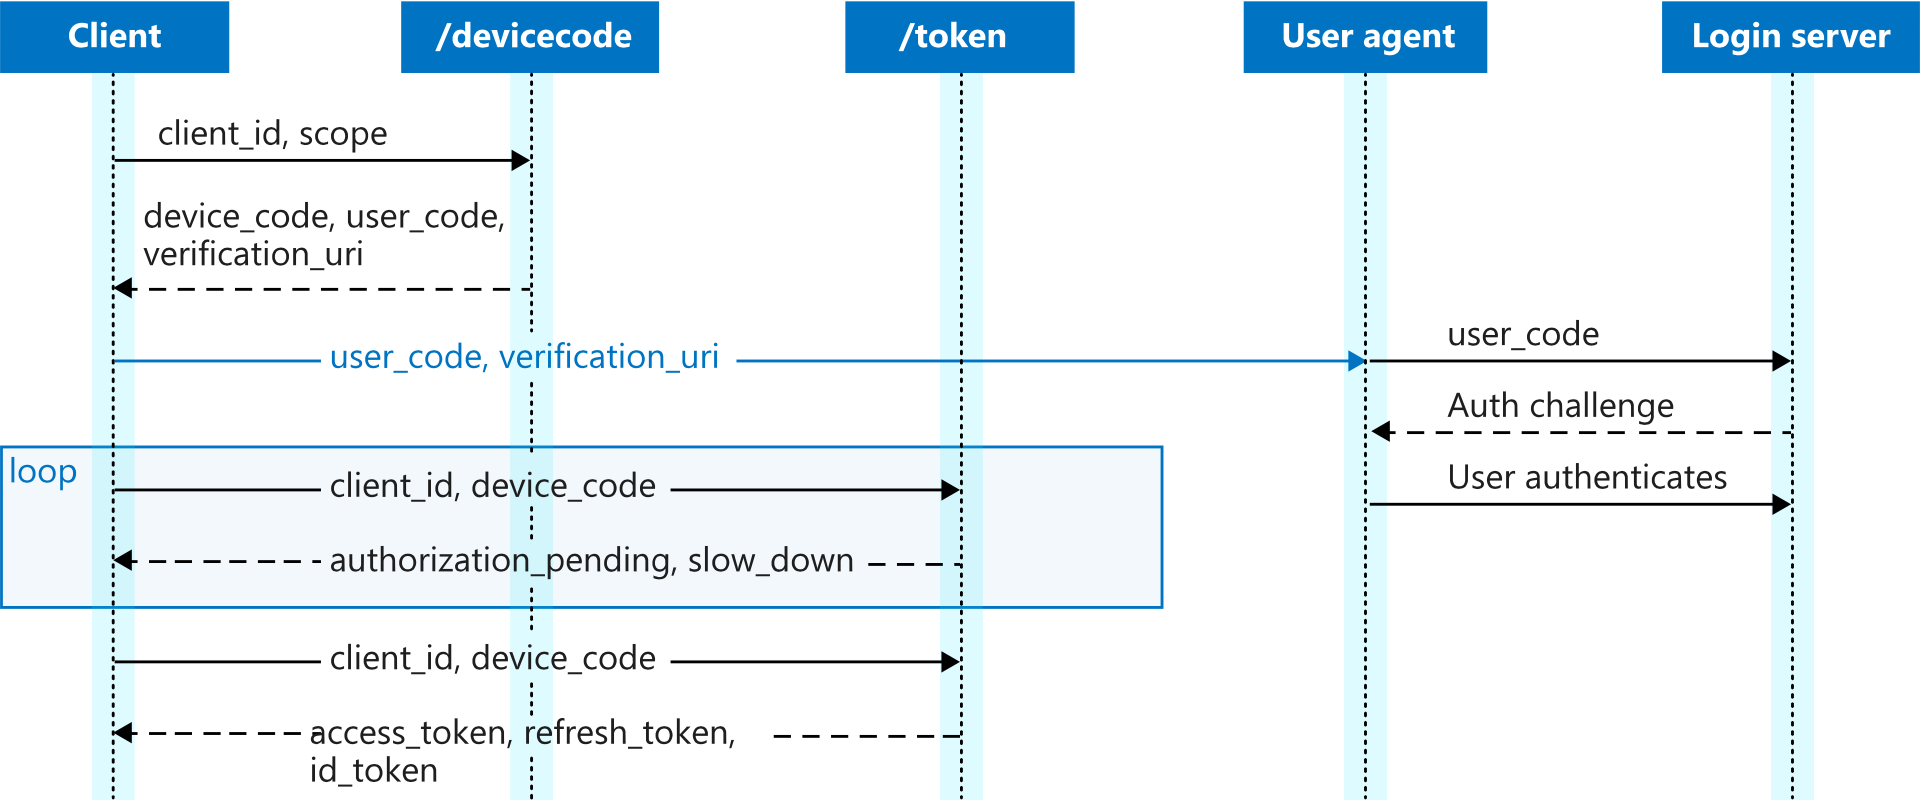 Client
/devicecode
/token
User agent
Login server
client_id, scope
device_code, user_code,
verification_uri
user_code, verification_uri
user_code
Auth challenge
loop
client_id, device_code
User authenticates
authorization_pending, slow_down
client_id, device_code
access_token, refresh_token,
id_token